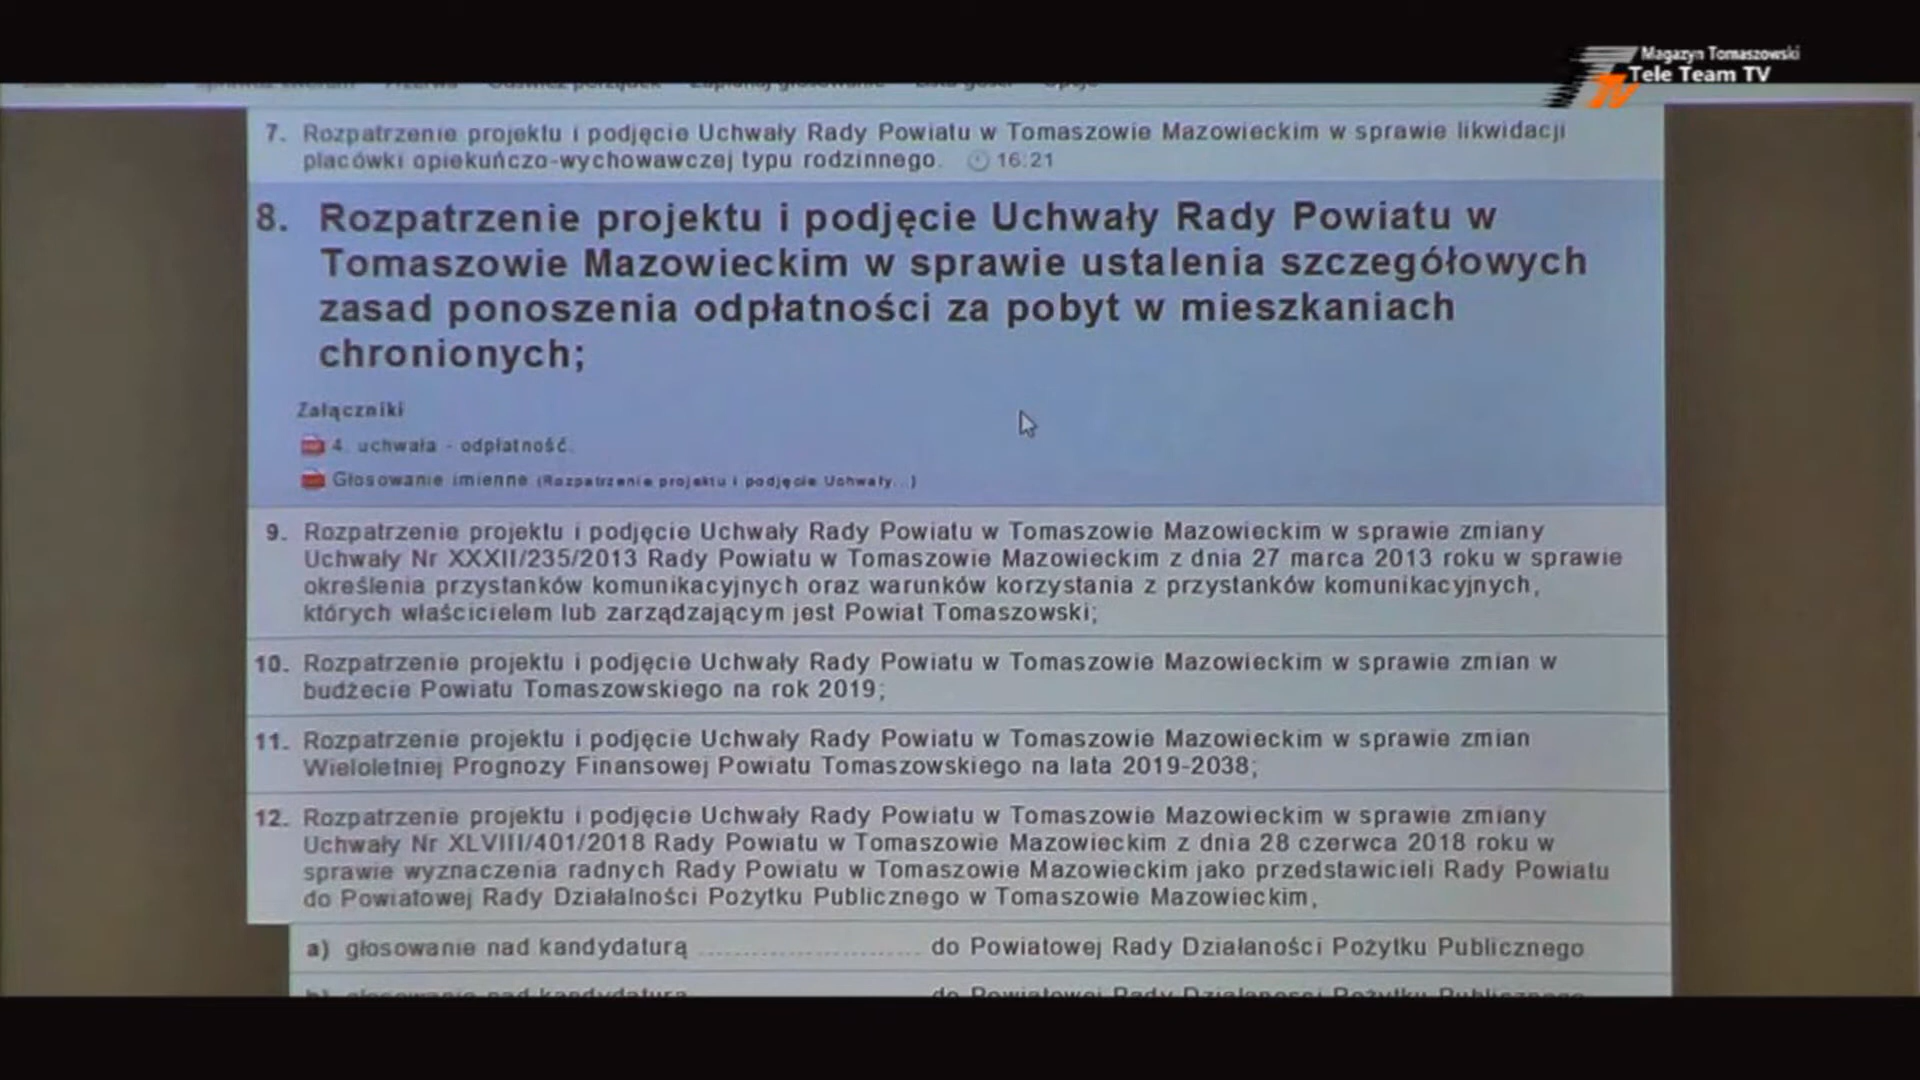 Magazyn Tomaszowski
Tele Team TV
7. Rozpatrzenie projektu i podjęcie Uchwały Rady Powiatu w Tomaszowie Mazowieckim w sprawie likwidacji
placówki opiekuńczo-wychowawczej typu rodzinnego. 16:21
8. Rozpatrzenie projektu i podjęcie Uchwały Rady Powiatu w
Tomaszowie Mazowieckim w sprawie ustalenia szczegółowych
zasad ponoszenia odpłatności za pobyt w mieszkaniach
chronionych;
Załączniki
4. uchwała - odpłatność.
Głosowanie imienne (Rozpatrzenie projektu i podjęcie Uchwały...)
9. Rozpatrzenie projektu i podjęcie Uchwały Rady Powiatu w Tomaszowie Mazowieckim w sprawie zmiany
Uchwały Nr XXXII/235/2013 Rady Powiatu w Tomaszowie Mazowieckim z dnia 27 marca 2013 roku w sprawie
określenia przystanków komunikacyjnych oraz warunków korzystania z przystanków komunikacyjnych,
których właścicielem lub zarządzającym jest Powiat Tomaszowski;
10. Rozpatrzenie projektu i podjęcie Uchwały Rady Powiatu w Tomaszowie Mazowieckim w sprawie zmian w
budżecie Powiatu Tomaszowskiego na rok 2019;
11. Rozpatrzenie projektu i podjęcie Uchwały Rady Powiatu w Tomaszowie Mazowieckim w sprawie zmian
Wieloletniej Prognozy Finansowej Powiatu Tomaszowskiego na lata 2019-2038;
12. Rozpatrzenie projektu i podjęcie Uchwały Rady Powiatu w Tomaszowie Mazowieckim w sprawie zmiany
Uchwały Nr XLVIII/401/2018 Rady Powiatu w Tomaszowie Mazowieckim z dnia 28 czerwca 2018 roku w
sprawie wyznaczenia radnych Rady Powiatu w Tomaszowie Mazowieckim jako przedstawicieli Rady Powiatu
do Powiatowej Rady Działalności Pożytku Publicznego w Tomaszowie Mazowieckim,
a) głosowanie nad kandydaturą ........................ do Powiatowej Rady Działaności Pożytku Publicznego